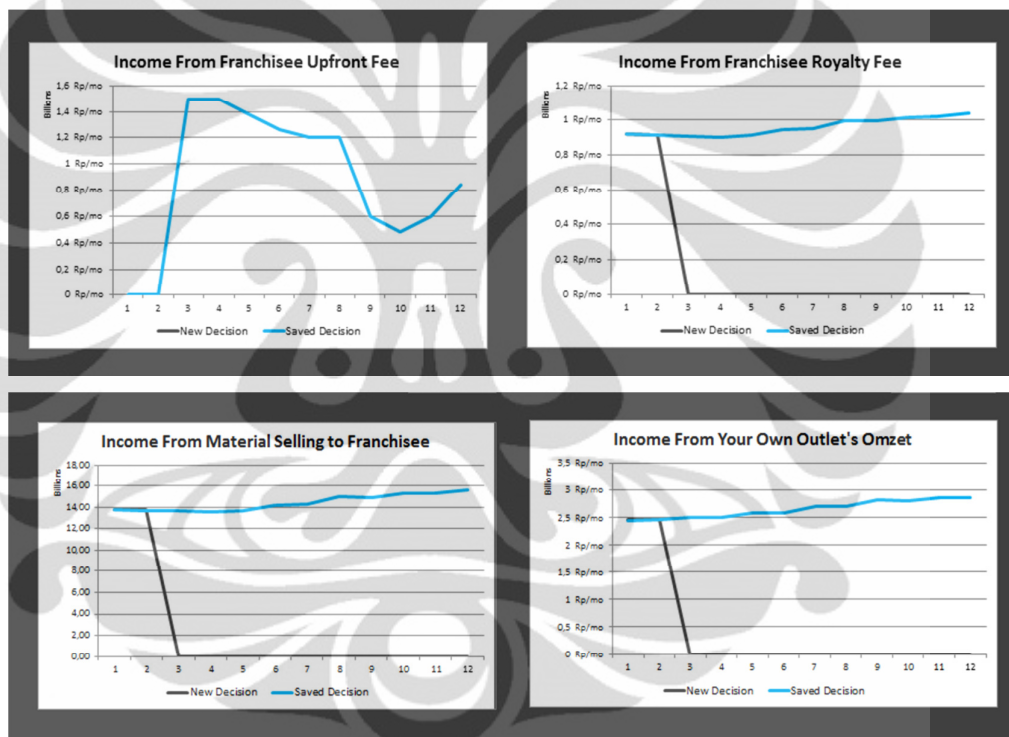 Income From Franchisee Upfront Fee
Billions
1,6 Rp/mo
1,4 Rp/mo
1,2 Rp/mo
1 Rp/mo
0,8 Rp/mo
0,6 Rp/mo
0,4 Rp/mo
0,2 Rp/mo
0 Rp/mo
1 2 3 4 5 6 7 8 9 10 11 12
New Decision Saved Decision
Income From Franchisee Royalty Fee
Billions
1,2 Rp/mo
1 Rp/mo
0,8 Rp/mo
0,6 Rp/mo
0,4 Rp/mo
0,2 Rp/mo
0 Rp/mo
1 2 3 4 5 6 7 8 9 10 11 12
New Decision Saved Decision
Income From Material Selling to Franchisee
Billions
18,00
16,00
14,00
12,00
10,00
8,00
6,00
4,00
2,00
0,00
1 2 3 4 5 6 7 8 9 10 11 12
New Decision Saved Decision
Income From Your Own Outlet's Omzet
Billions
3,5 Rp/mo
3 Rp/mo
2,5 Rp/mo
2 Rp/mo
1,5 Rp/mo
1 Rp/mo
0,5 Rp/mo
0 Rp/mo
1 2 3 4 5 6 7 8 9 10 11 12
New Decision Saved Decision